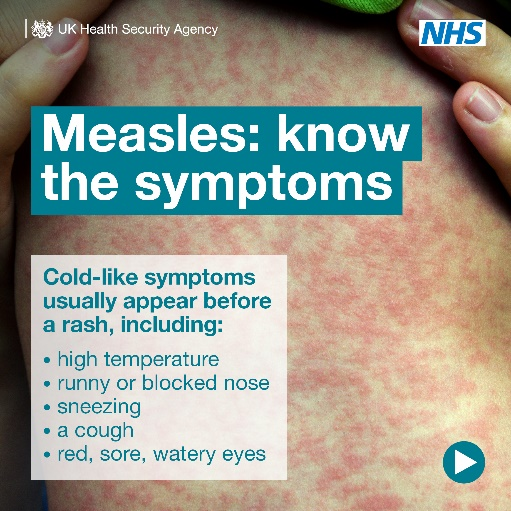 UK Health Security Agency
NHS
Measles: know
the symptoms
Cold-like symptoms
usually appear before
a rash, including:
• high temperature
• runny or blocked nose
• sneezing
• a cough
• red, sore, watery eyes